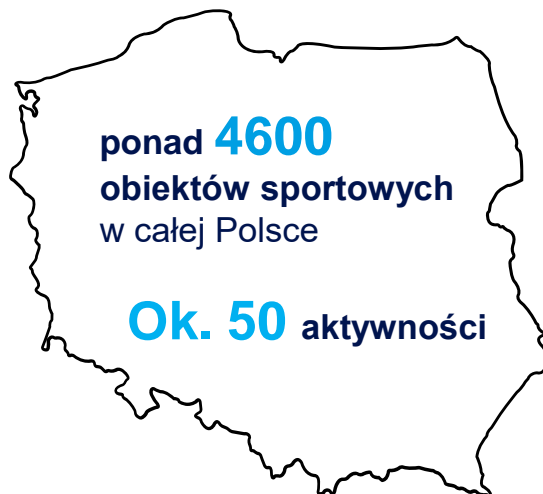 ponad 4600
obiektów sportowych
w całej Polsce
Ok. 50 aktywności